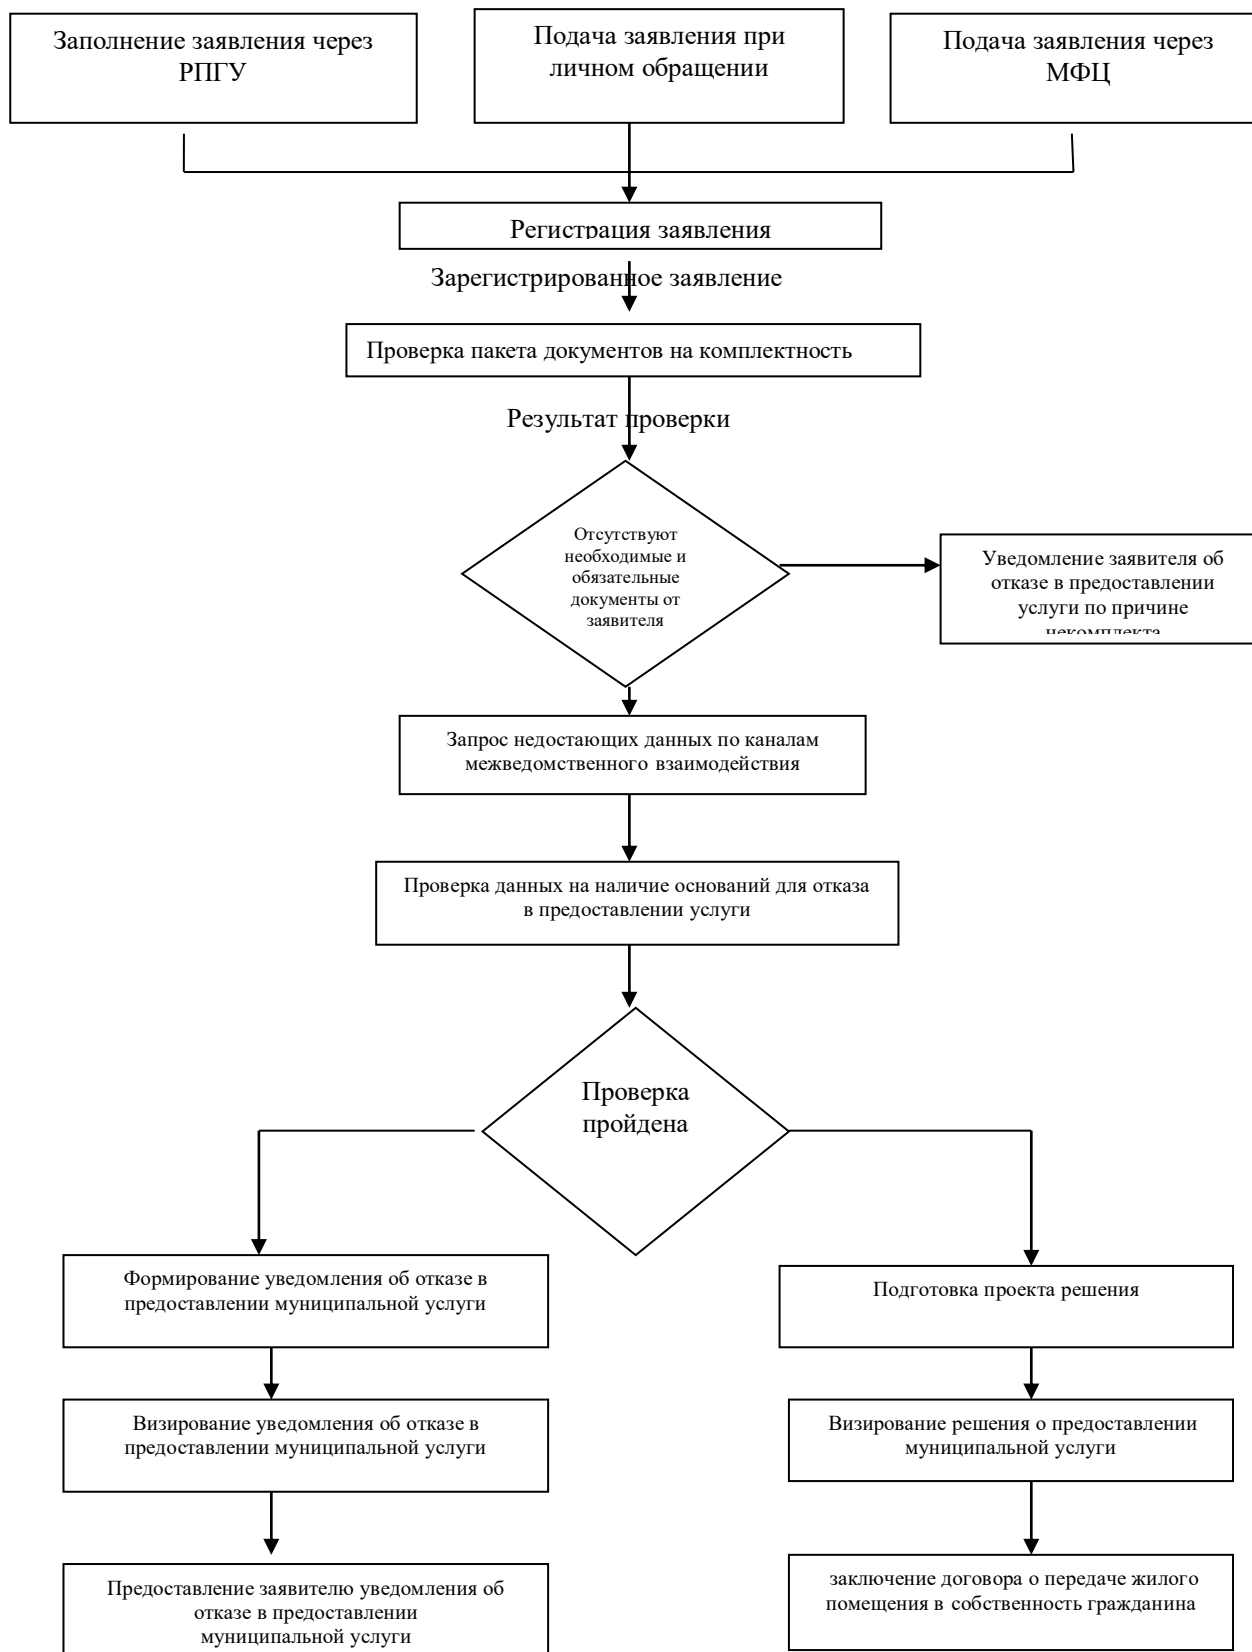 Заполнение заявления через
РПГУ
Подача заявления при
личном обращении
Подача заявления через
МФЦ
Регистрация заявления
Зарегистрированное заявление
Проверка пакета документов на комплектность
Результат проверки
Отсутствуют
необходимые и
обязательные
документы от
заявителя
Уведомление заявителя об
отказе в предоставлении
услуги по причине
некомплекта
Запрос недостающих данных по каналам
межведомственного взаимодействия
Проверка данных на наличие оснований для отказа
в предоставлении услуги
Проверка
пройдена
Формирование уведомления об отказе в
предоставлении муниципальной услуги
Подготовка проекта решения
Визирование уведомления об отказе в
предоставлении муниципальной услуги
Визирование решения о предоставлении
муниципальной услуги
Предоставление заявителю уведомления об
отказе в предоставлении
муниципальной услуги
заключение договора о передаче жилого
помещения в собственность гражданина